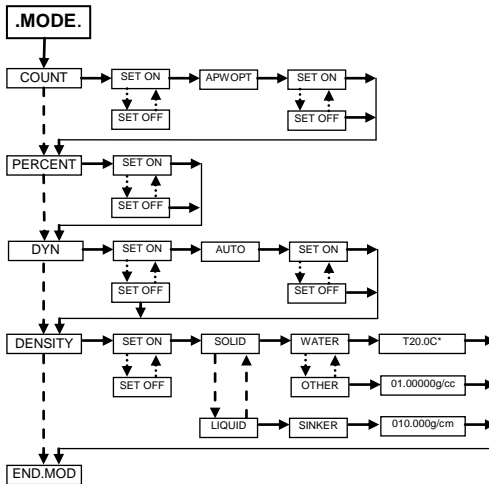 .MODE.
COUNT SET ON APWOPT SET ON
SET OFF SET OFF
PERCENT SET ON
SET OFF
DYN SET ON AUTO SET ON
SET OFF SET OFF
DENSITY SET ON SOLID WATER T20.0C*
SET OFF OTHER 01.00000g/cc
LIQUID SINKER 010.000g/cm
END.MOD